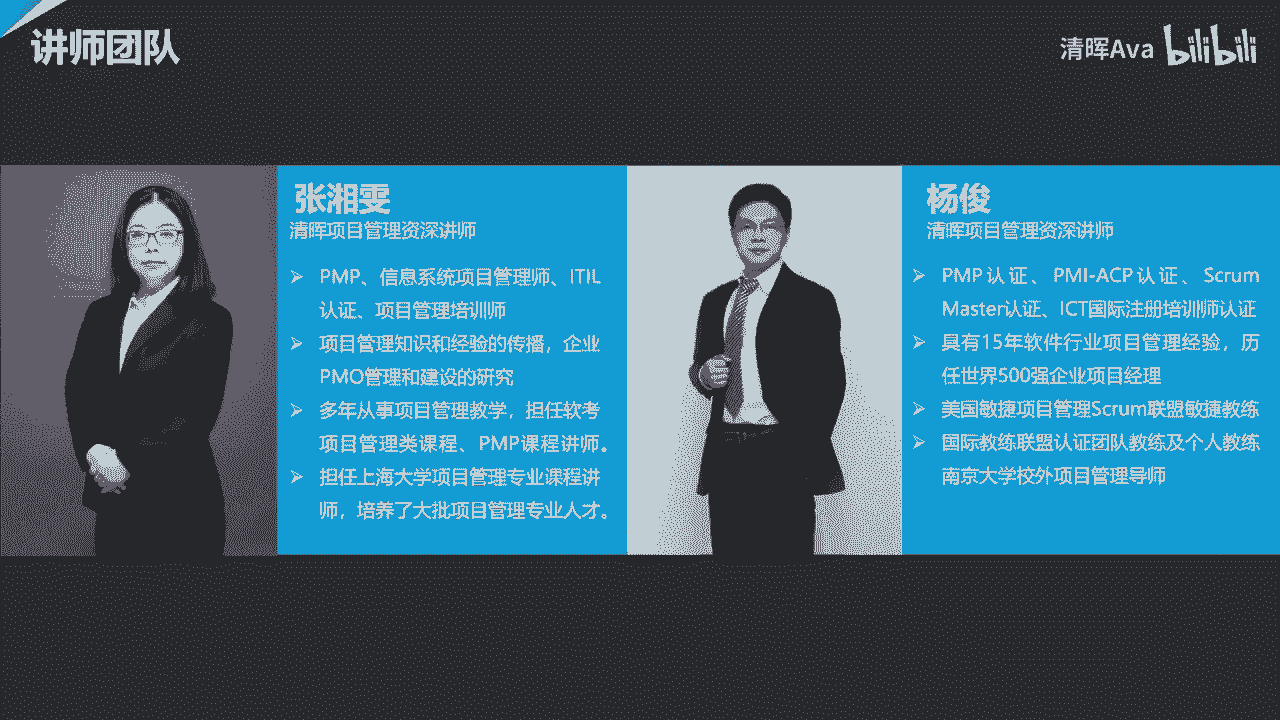 讲师团队
清晖Ava bilibili
张湘雯
清晖项目管理资深讲师
➢ PMP、信息系统项目管理师、ITIL
认证、项目管理培训师
➢ 项目管理知识和经验的传播，企业
PMO管理和建设的研究
➢ 多年从事项目管理教学，担任软考
项目管理类课程、PMP课程讲师。
➢ 担任上海大学项目管理专业课程讲
师，培养了大批项目管理专业人才。
杨俊
清晖项目管理资深讲师
➢ PMP认证、PMI-ACP认证、Scrum
Master认证、ICT国际注册培训师认证
➢ 具有15年软件行业项目管理经验，历
任世界500强企业项目经理
➢ 美国敏捷项目管理Scrum联盟敏捷教练
➢ 国际教练联盟认证团队教练及个人教练
南京大学校外项目管理导师